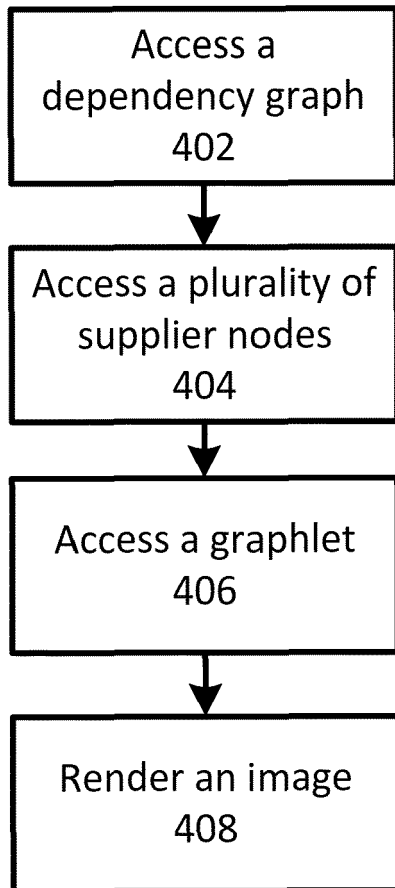 Access a
dependency graph
402
Access a plurality of
supplier nodes
404
Access a graphlet
406
Render an image
408